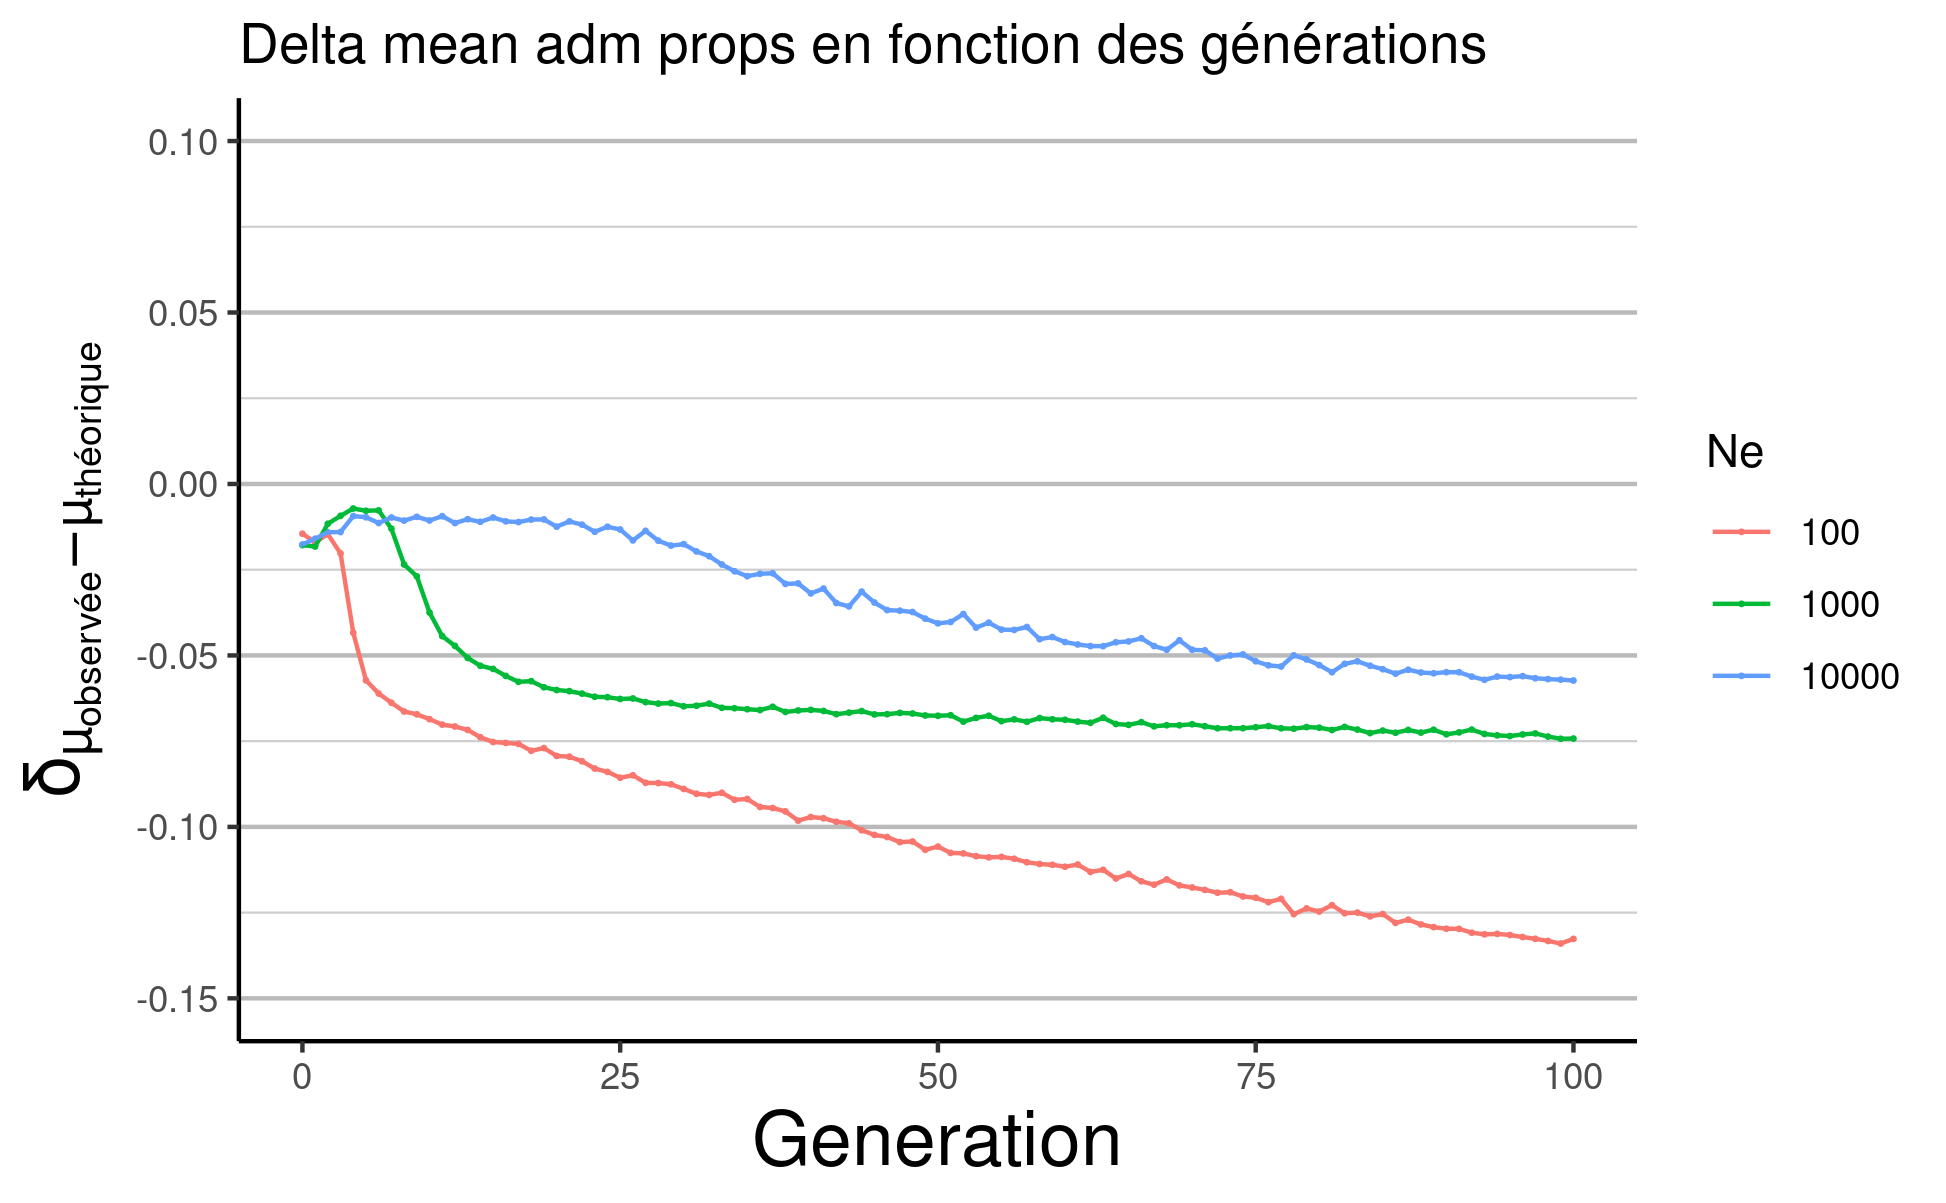 Delta mean adm props en fonction des générations
0.10
0.05
0.00
-0.05
-0.10
-0.15
δμobservée−μthéorique
0 25 50 75 100
Generation
Ne
100
1000
10000